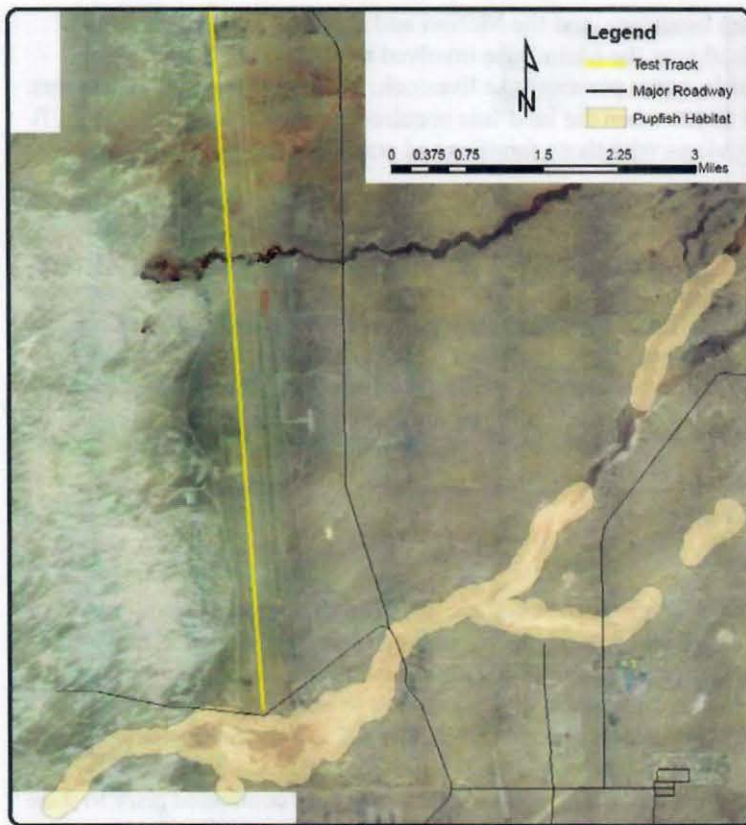 Legend
N
Test Track
Major Roadway
Pupfish Habitat
0 0.375 0.75 1.5 2.25 3
Miles